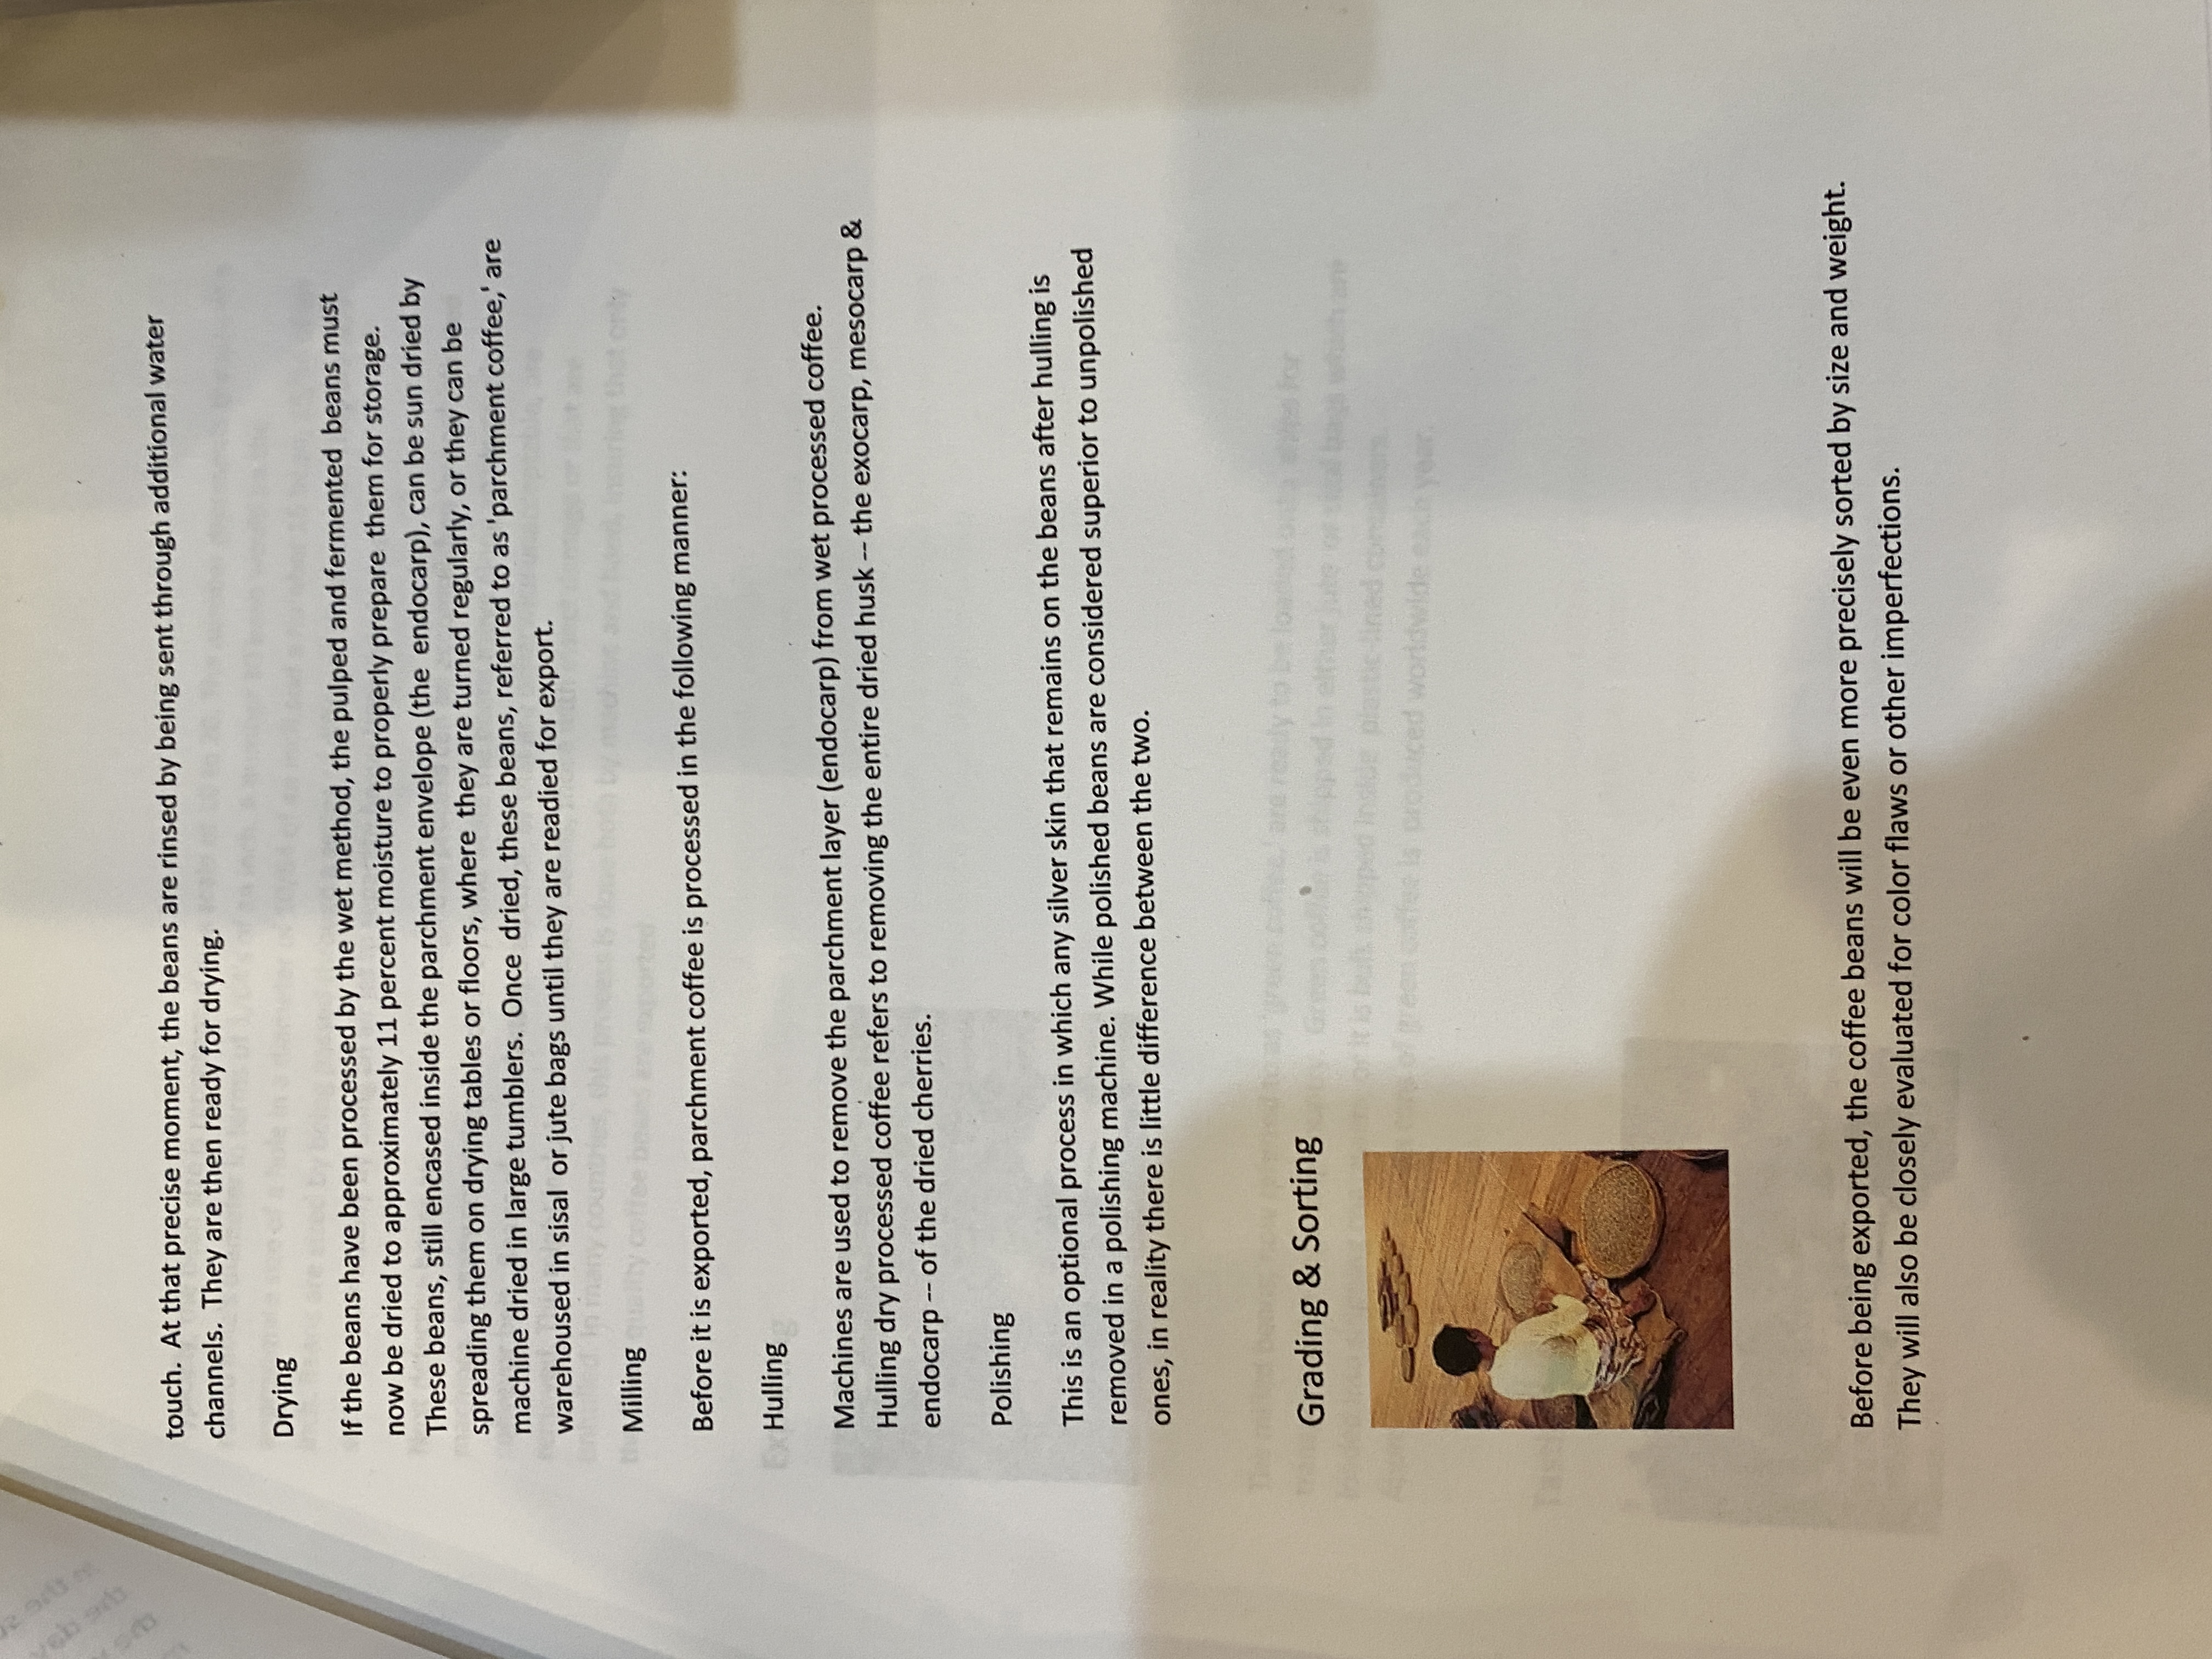 touch.  At that precise moment, the beans are rinsed by being sent through additional water
channels.  They are then ready for drying.
Drying
If the beans have been processed by the wet method, the pulped and fermented  beans must
now be dried to approximately 11 percent moisture to properly prepare  them for storage.
These beans, still encased inside the parchment envelope (the  endocarp), can be sun dried by
spreading them on drying tables or floors, where  they are turned regularly, or they can be
machine dried in large tumblers.  Once  dried, these beans, referred to as 'parchment coffee,' are
warehoused in sisal  or jute bags until they are readied for export.
Milling
Before it is exported, parchment coffee is processed in the following manner:
Hulling
Machines are used to remove the parchment layer (endocarp) from wet processed coffee.
Hulling dry processed coffee refers to removing the entire dried husk -- the exocarp, mesocarp &
endocarp -- of the dried cherries.
Polishing
This is an optional process in which any silver skin that remains on the beans after hulling is
removed in a polishing machine. While polished beans are considered superior to unpolished
ones, in reality there is little difference between the two.
Grading & Sorting
Before being exported, the coffee beans will be even more precisely sorted by size and weight.
They will also be closely evaluated for color flaws or other imperfections.